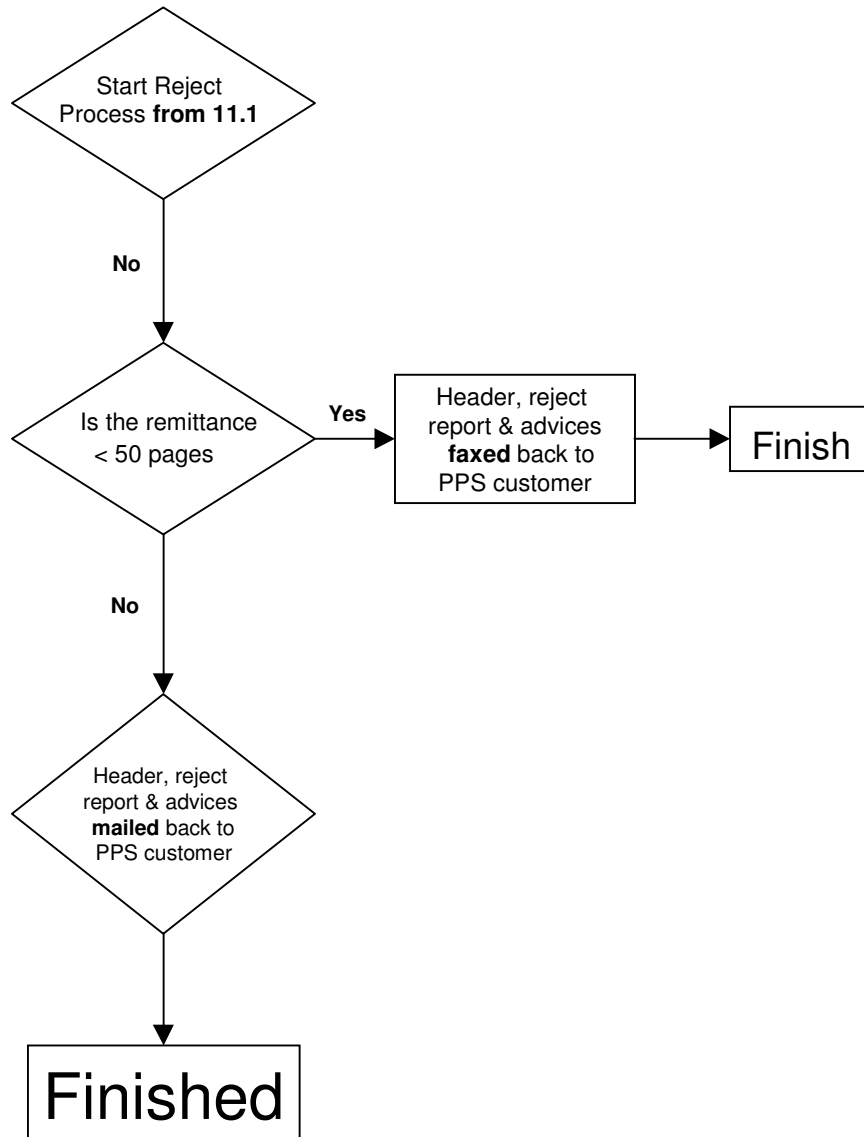 Start Reject
Process from 11.1
No
Is the remittance
< 50 pages
Yes
Header, reject
report & advices
faxed back to
PPS customer
Finish
No
Header, reject
report & advices
mailed back to
PPS customer
Finished